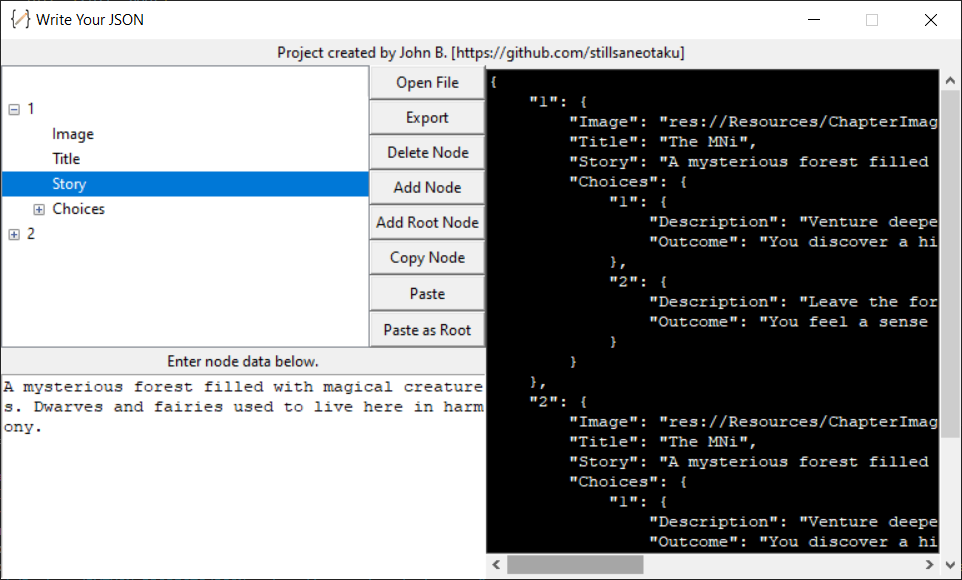 Write Your JSON
Project created by John B. [https://github.com/stillsaneotaku]
1
Image
Title
Story
Choices
2
Open File
Export
Delete Node
Add Node
Add Root Node
Copy Node
Paste
Paste as Root
Enter node data below.
A mysterious forest filled with magical creature
s. Dwarves and fairies used to live here in harm
ony.
{
"1": {
"Image": "res://Resources/ChapterImag
"Title": "The MNi",
"Story": "A mysterious forest filled
"Choices": {
"1": {
"Description": "Venture deepe
"Outcome": "You discover a hi
},
"2": {
"Description": "Leave the for
"Outcome": "You feel a sense
}
}
},
"2": {
"Image": "res://Resources/ChapterImag
"Title": "The MNi",
"Story": "A mysterious forest filled
"Choices": {
"1": {
"Description": "Venture deepe
"Outcome": "You discover a hi